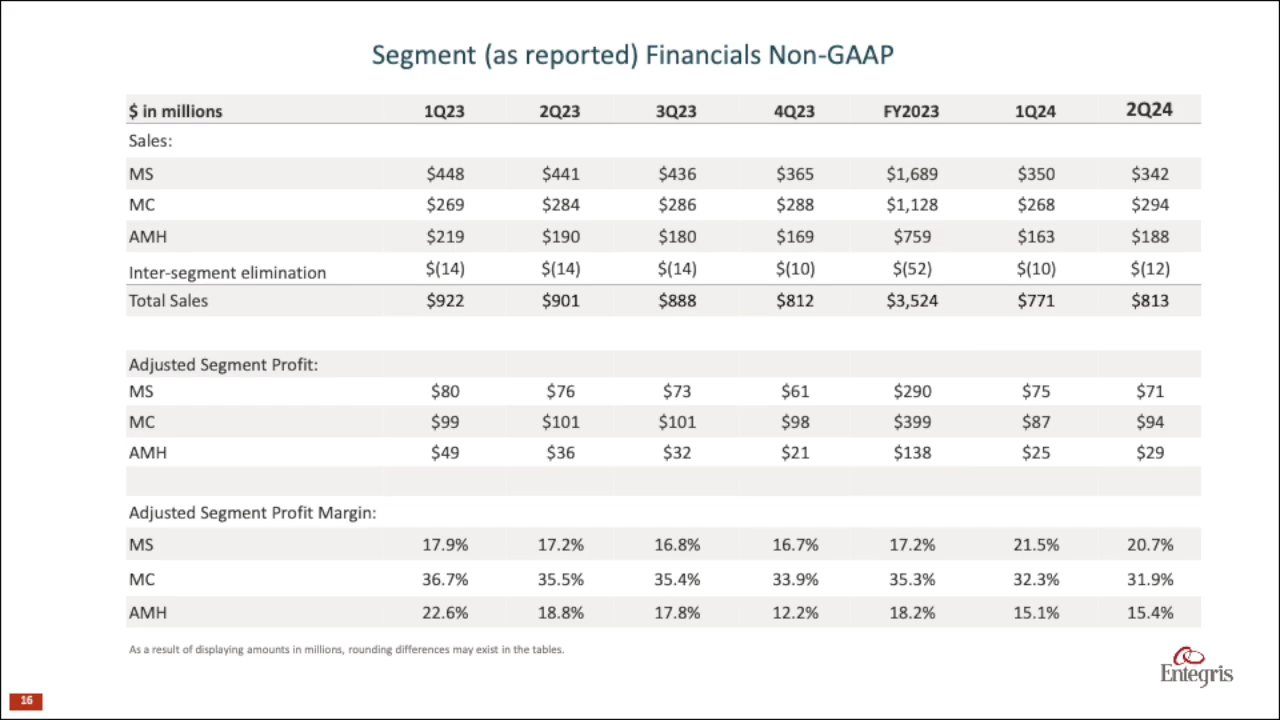 Segment (as reported) Financials Non-GAAP
$ in millions 1Q23 2Q23 3Q23 4Q23 FY2023 1Q24 2Q24
Sales:
MS $448 $441 $436 $365 $1,689 $350 $342
MC $269 $284 $286 $288 $1,128 $268 $294
AMH $219 $190 $180 $169 $759 $163 $188
Inter-segment elimination $(14) $(14) $(14) $(10) $(52) $(10) $(12)
Total Sales $922 $901 $888 $812 $3,524 $771 $813
Adjusted Segment Profit:
MS $80 $76 $73 $61 $290 $75 $71
MC $99 $101 $101 $98 $399 $87 $94
AMH $49 $36 $32 $21 $138 $25 $29
Adjusted Segment Profit Margin:
MS 17.9% 17.2% 16.8% 16.7% 17.2% 21.5% 20.7%
MC 36.7% 35.5% 35.4% 33.9% 35.3% 32.3% 31.9%
AMH 22.6% 18.8% 17.8% 12.2% 18.2% 15.1% 15.4%
As a result of displaying amounts in millions, rounding differences may exist in the tables.
Entegris
16